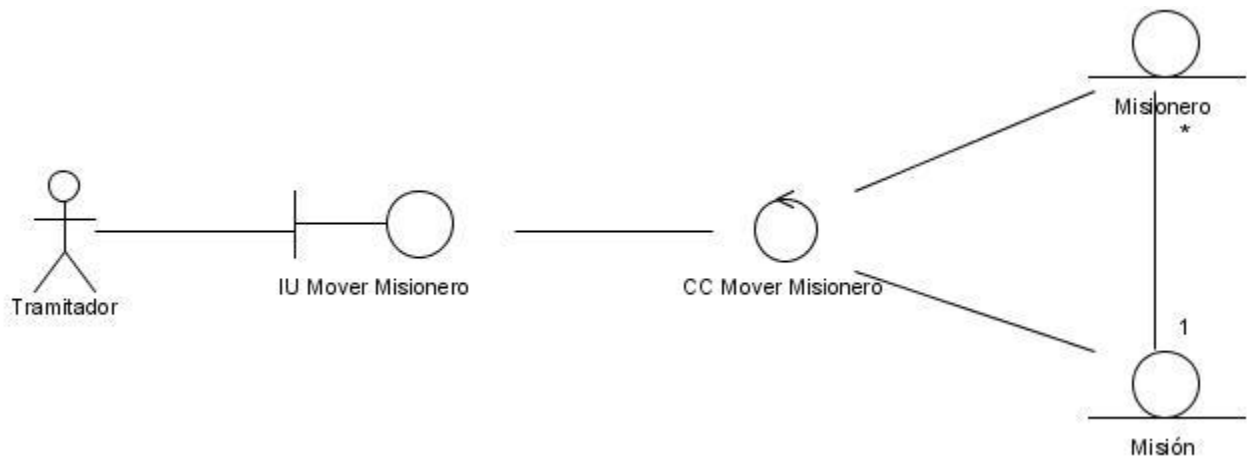 Misionero
*
Tramitador
IU Mover Misionero
CC Mover Misionero
1
Misión